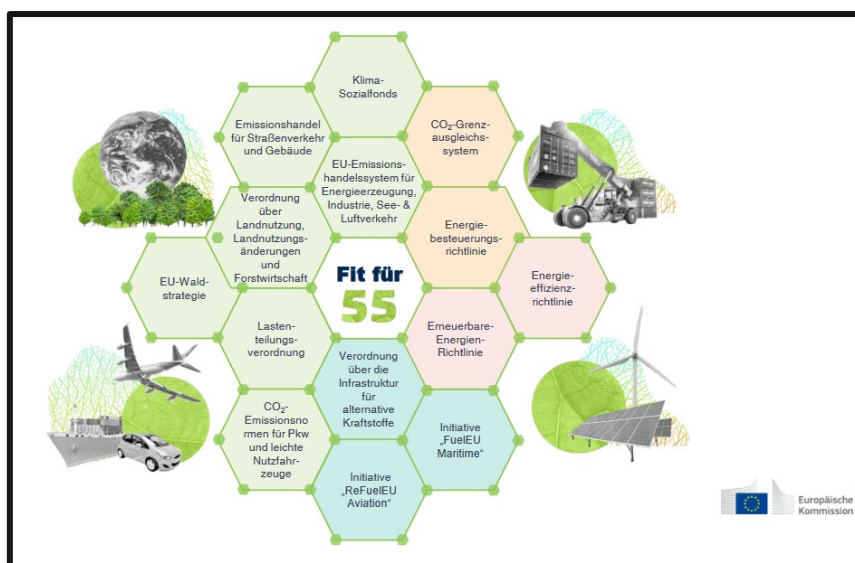 Klima-
Sozialfonds
Emissionshandel
für Straßenverkehr
und Gebäude
CO₂-Grenz-
ausgleichs-
system
EU-Emissions-
handelssystem für
Energieerzeugung,
Industrie, See- &
Luftverkehr
Verordnung
über
Landnutzung,
Landnutzungs-
änderungen
und
Forstwirtschaft
Energie-
besteuerungs-
richtlinie
EU-Wald-
strategie
Fit für
55
Energie-
effizienz-
richtlinie
Lasten-
teilungs-
verordnung
Erneuerbare-
Energien-
Richtlinie
Verordnung
über die
Infrastruktur
für
alternative
Kraftstoffe
CO₂-
Emissionsno
rmen für Pkw
und leichte
Nutzfahr-
zeuge
Initiative
„FuelEU
Maritime“
Initiative
„ReFuelEU
Aviation“
Europäische
Kommission